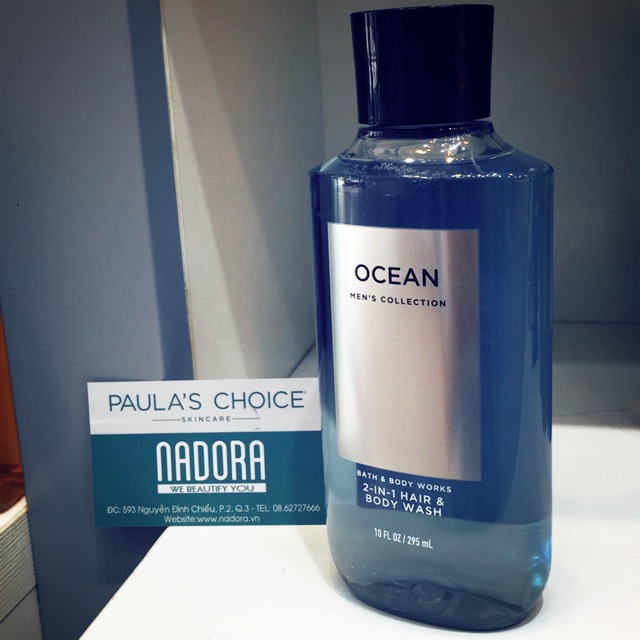 OCEAN
MEN'S COLLECTION
BATH & BODY WORKS
2-IN-1 HAIR &
BODY WASH
10 FL OZ / 295 mL
PAULA'S CHOICE
SKINCARE
NADORA
WE BEAUTIFY YOU
ĐC: 593 Nguyễn Đình Chiểu, P.2, Q.3 - TEL: 08.62727666
Website:www.nadora.vn